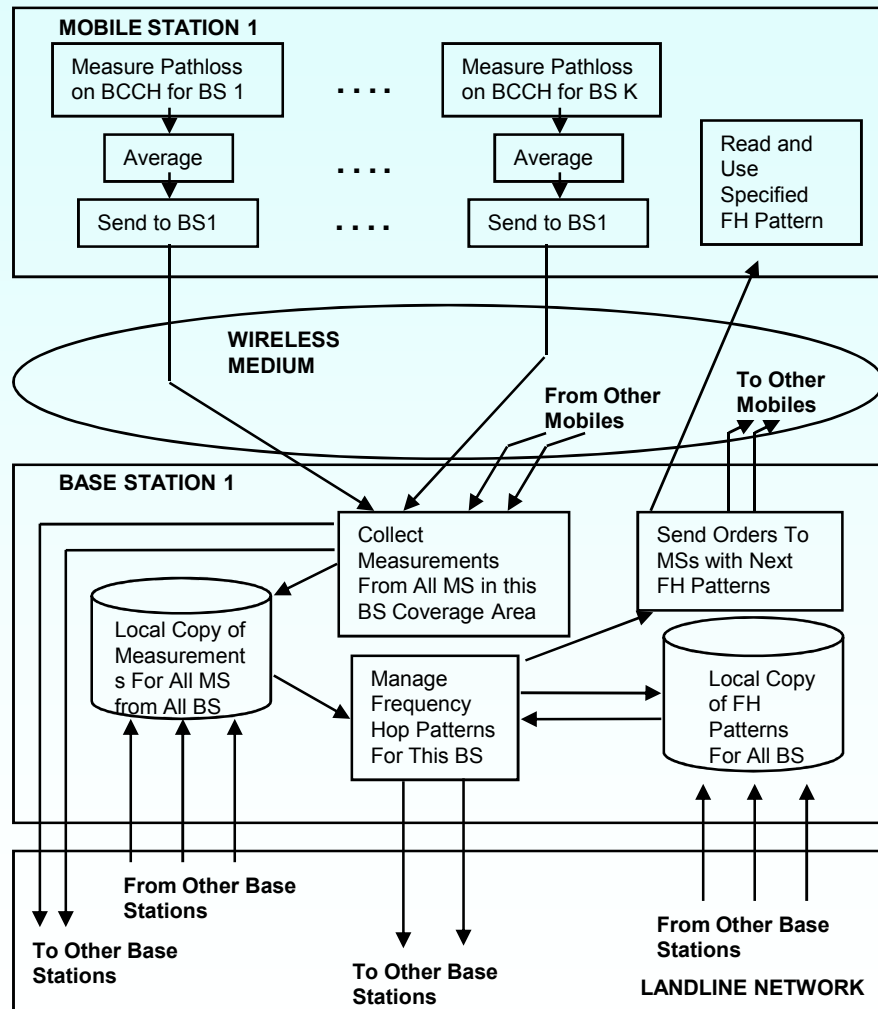 MOBILE STATION 1
Measure Pathloss
on BCCH for BS 1
. . . .
Measure Pathloss
on BCCH for BS K
Average
. . . .
Average
Send to BS1
. . . .
Send to BS1
Read and
Use
Specified
FH Pattern
WIRELESS
MEDIUM
From Other
Mobiles
To Other
Mobiles
BASE STATION 1
Collect
Measurements
From All MS in this
BS Coverage Area
Send Orders To
MSs with Next
FH Patterns
Local Copy of
Measurement
s For All MS
from All BS
Manage
Frequency
Hop Patterns
For This BS
Local Copy
of FH
Patterns
For All BS
From Other Base
Stations
To Other Base
Stations
To Other Base
Stations
From Other Base
Stations
LANDLINE NETWORK